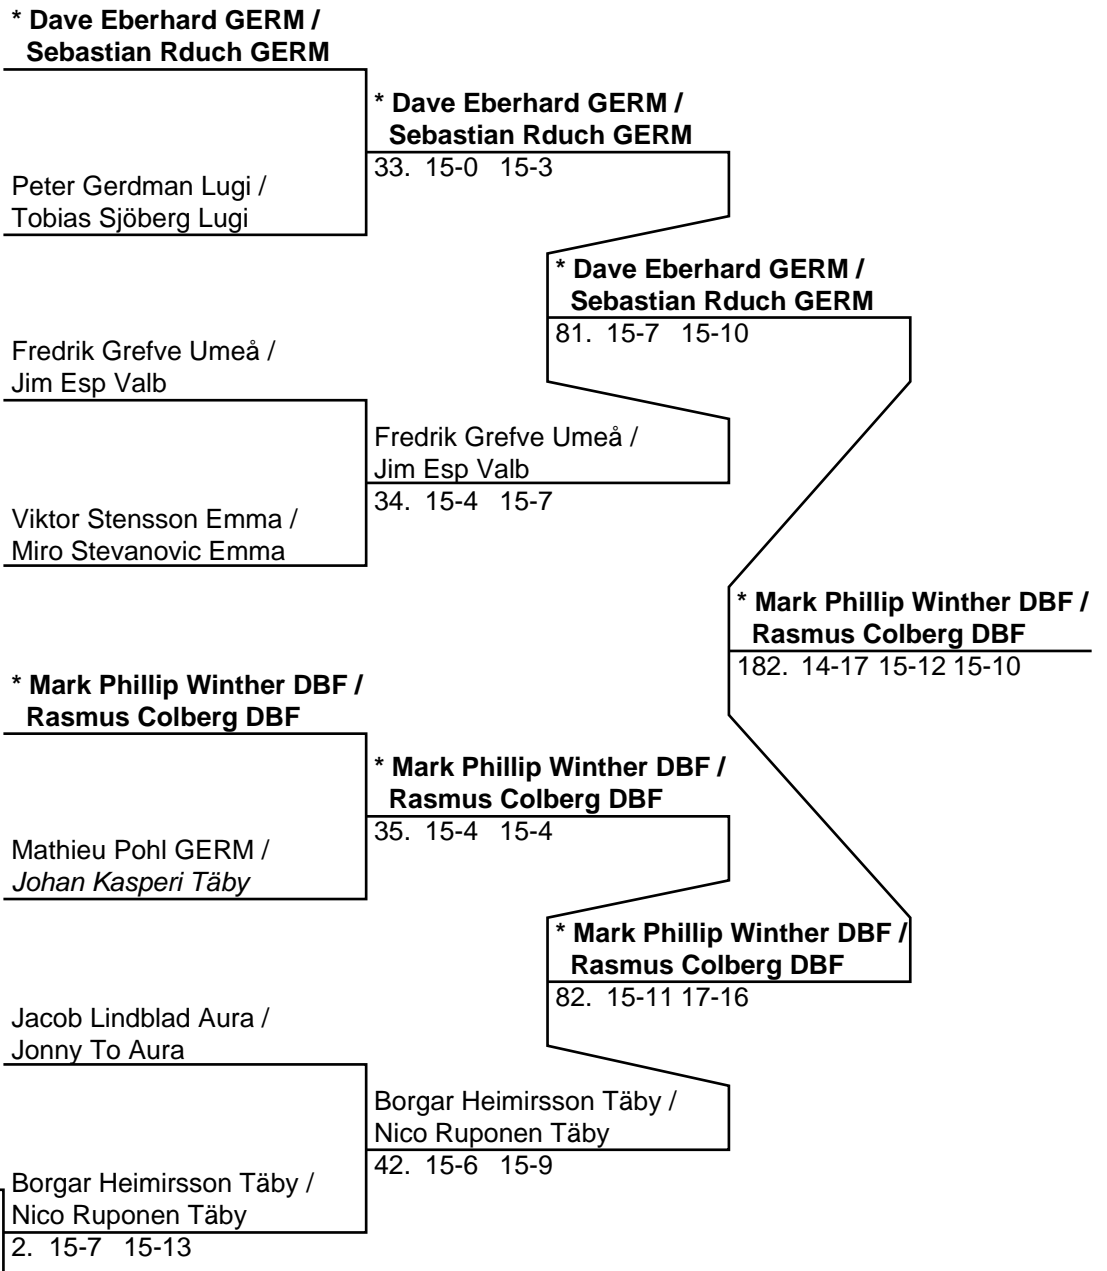 * Dave Eberhard GERM /
Sebastian Rduch GERM
* Dave Eberhard GERM /
Sebastian Rduch GERM
33. 15-0 15-3
Peter Gerdman Lugi /
Tobias Sjöberg Lugi
* Dave Eberhard GERM /
Sebastian Rduch GERM
81. 15-7 15-10
Fredrik Grefve Umeå /
Jim Esp Valb
Fredrik Grefve Umeå /
Jim Esp Valb
34. 15-4 15-7
Viktor Stensson Emma /
Miro Stevanovic Emma
* Mark Phillip Winther DBF /
Rasmus Colberg DBF
182. 14-17 15-12 15-10
* Mark Phillip Winther DBF /
Rasmus Colberg DBF
* Mark Phillip Winther DBF /
Rasmus Colberg DBF
35. 15-4 15-4
Mathieu Pohl GERM /
Johan Kasperi Täby
* Mark Phillip Winther DBF /
Rasmus Colberg DBF
82. 15-11 17-16
Jacob Lindblad Aura /
Jonny To Aura
Borgar Heimirsson Täby /
Nico Ruponen Täby
42. 15-6 15-9
Borgar Heimirsson Täby /
Nico Ruponen Täby
2. 15-7 15-13